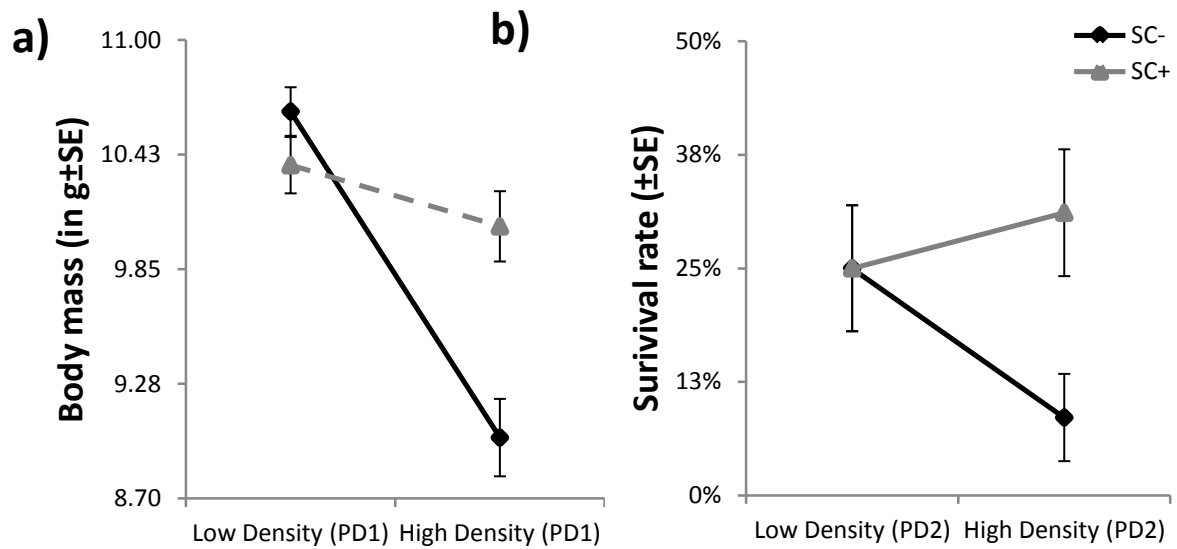 a)
11.00
10.43
9.85
9.28
8.70
Body mass (in g±SE)
Low Density (PD1) High Density (PD1)
b)
50%
38%
25%
13%
0%
Surivival rate (±SE)
Low Density (PD2) High Density (PD2)
SC-
SC+